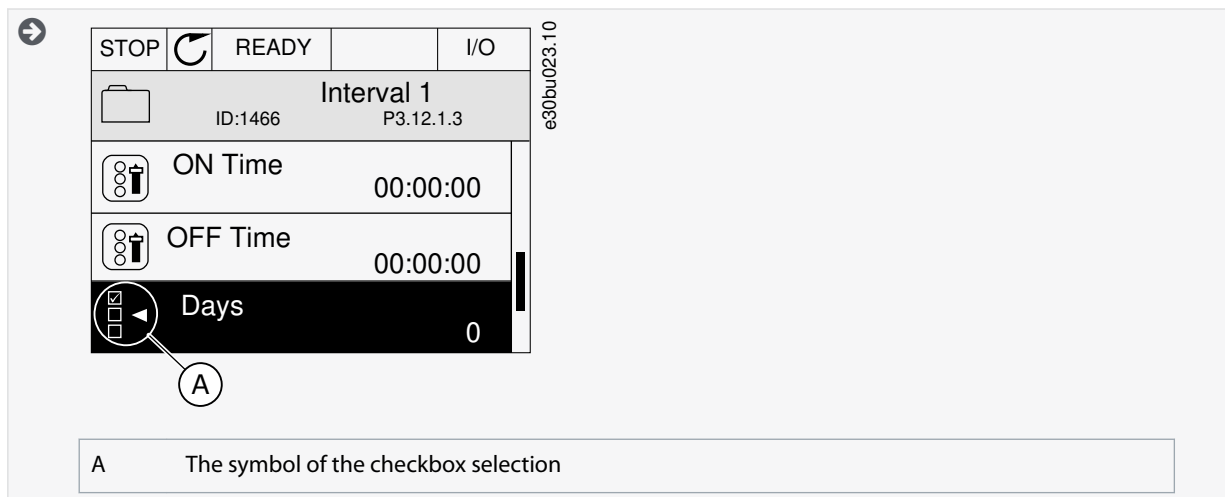 STOP READY I/O
Interval 1
ID:1466 P3.12.1.3
ON Time
00:00:00
OFF Time
00:00:00
Days
0
A
e30bu023.10
A The symbol of the checkbox selection